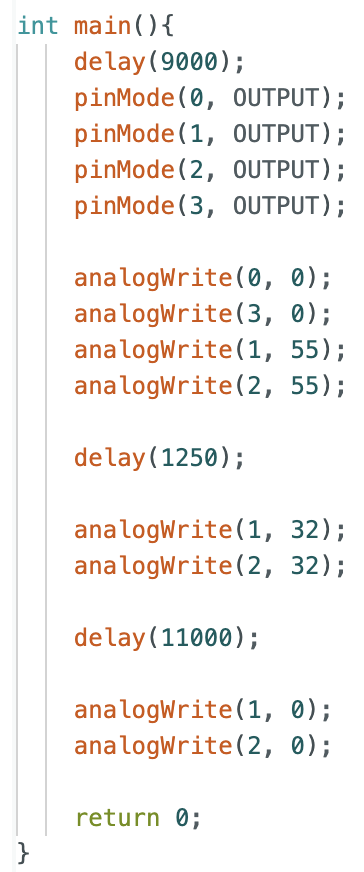 int main(){
delay(9000);
pinMode(0, OUTPUT);
pinMode(1, OUTPUT);
pinMode(2, OUTPUT);
pinMode(3, OUTPUT);
analogWrite(0, 0);
analogWrite(3, 0);
analogWrite(1, 55);
analogWrite(2, 55);
delay(1250);
analogWrite(1, 32);
analogWrite(2, 32);
delay(11000);
analogWrite(1, 0);
analogWrite(2, 0);
return 0;
}